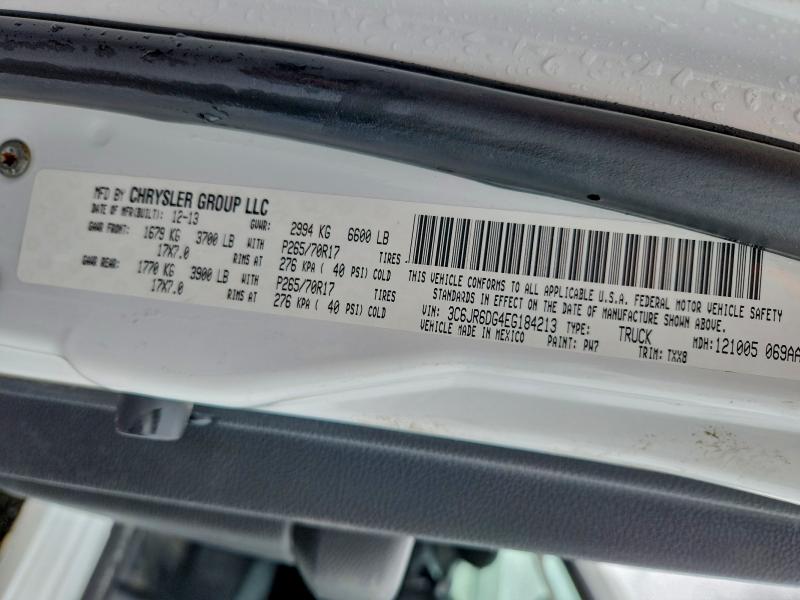 MFD BY CHRYSLER GROUP LLC
DATE OF MFR(BUILT): 12-13 GVWR: 2994 KG 6600 LB
GAWR FRONT: 1679 KG 3700 LB WITH P265/70R17 TIRES
17X7.0 RIMS AT 276 KPA ( 40 PSI) COLD
GAWR REAR: 1770 KG 3900 LB WITH P265/70R17 TIRES
17X7.0 RIMS AT 276 KPA ( 40 PSI) COLD
THIS VEHICLE CONFORMS TO ALL APPLICABLE U.S.A. FEDERAL MOTOR VEHICLE SAFETY
STANDARDS IN EFFECT ON THE DATE OF MANUFACTURE SHOWN ABOVE.
VIN: 3C6JR6DG4EG184213 TYPE: TRUCK MDH:121005 069AA
VEHICLE MADE IN MEXICO PAINT: PW7 TRIM: TXX8